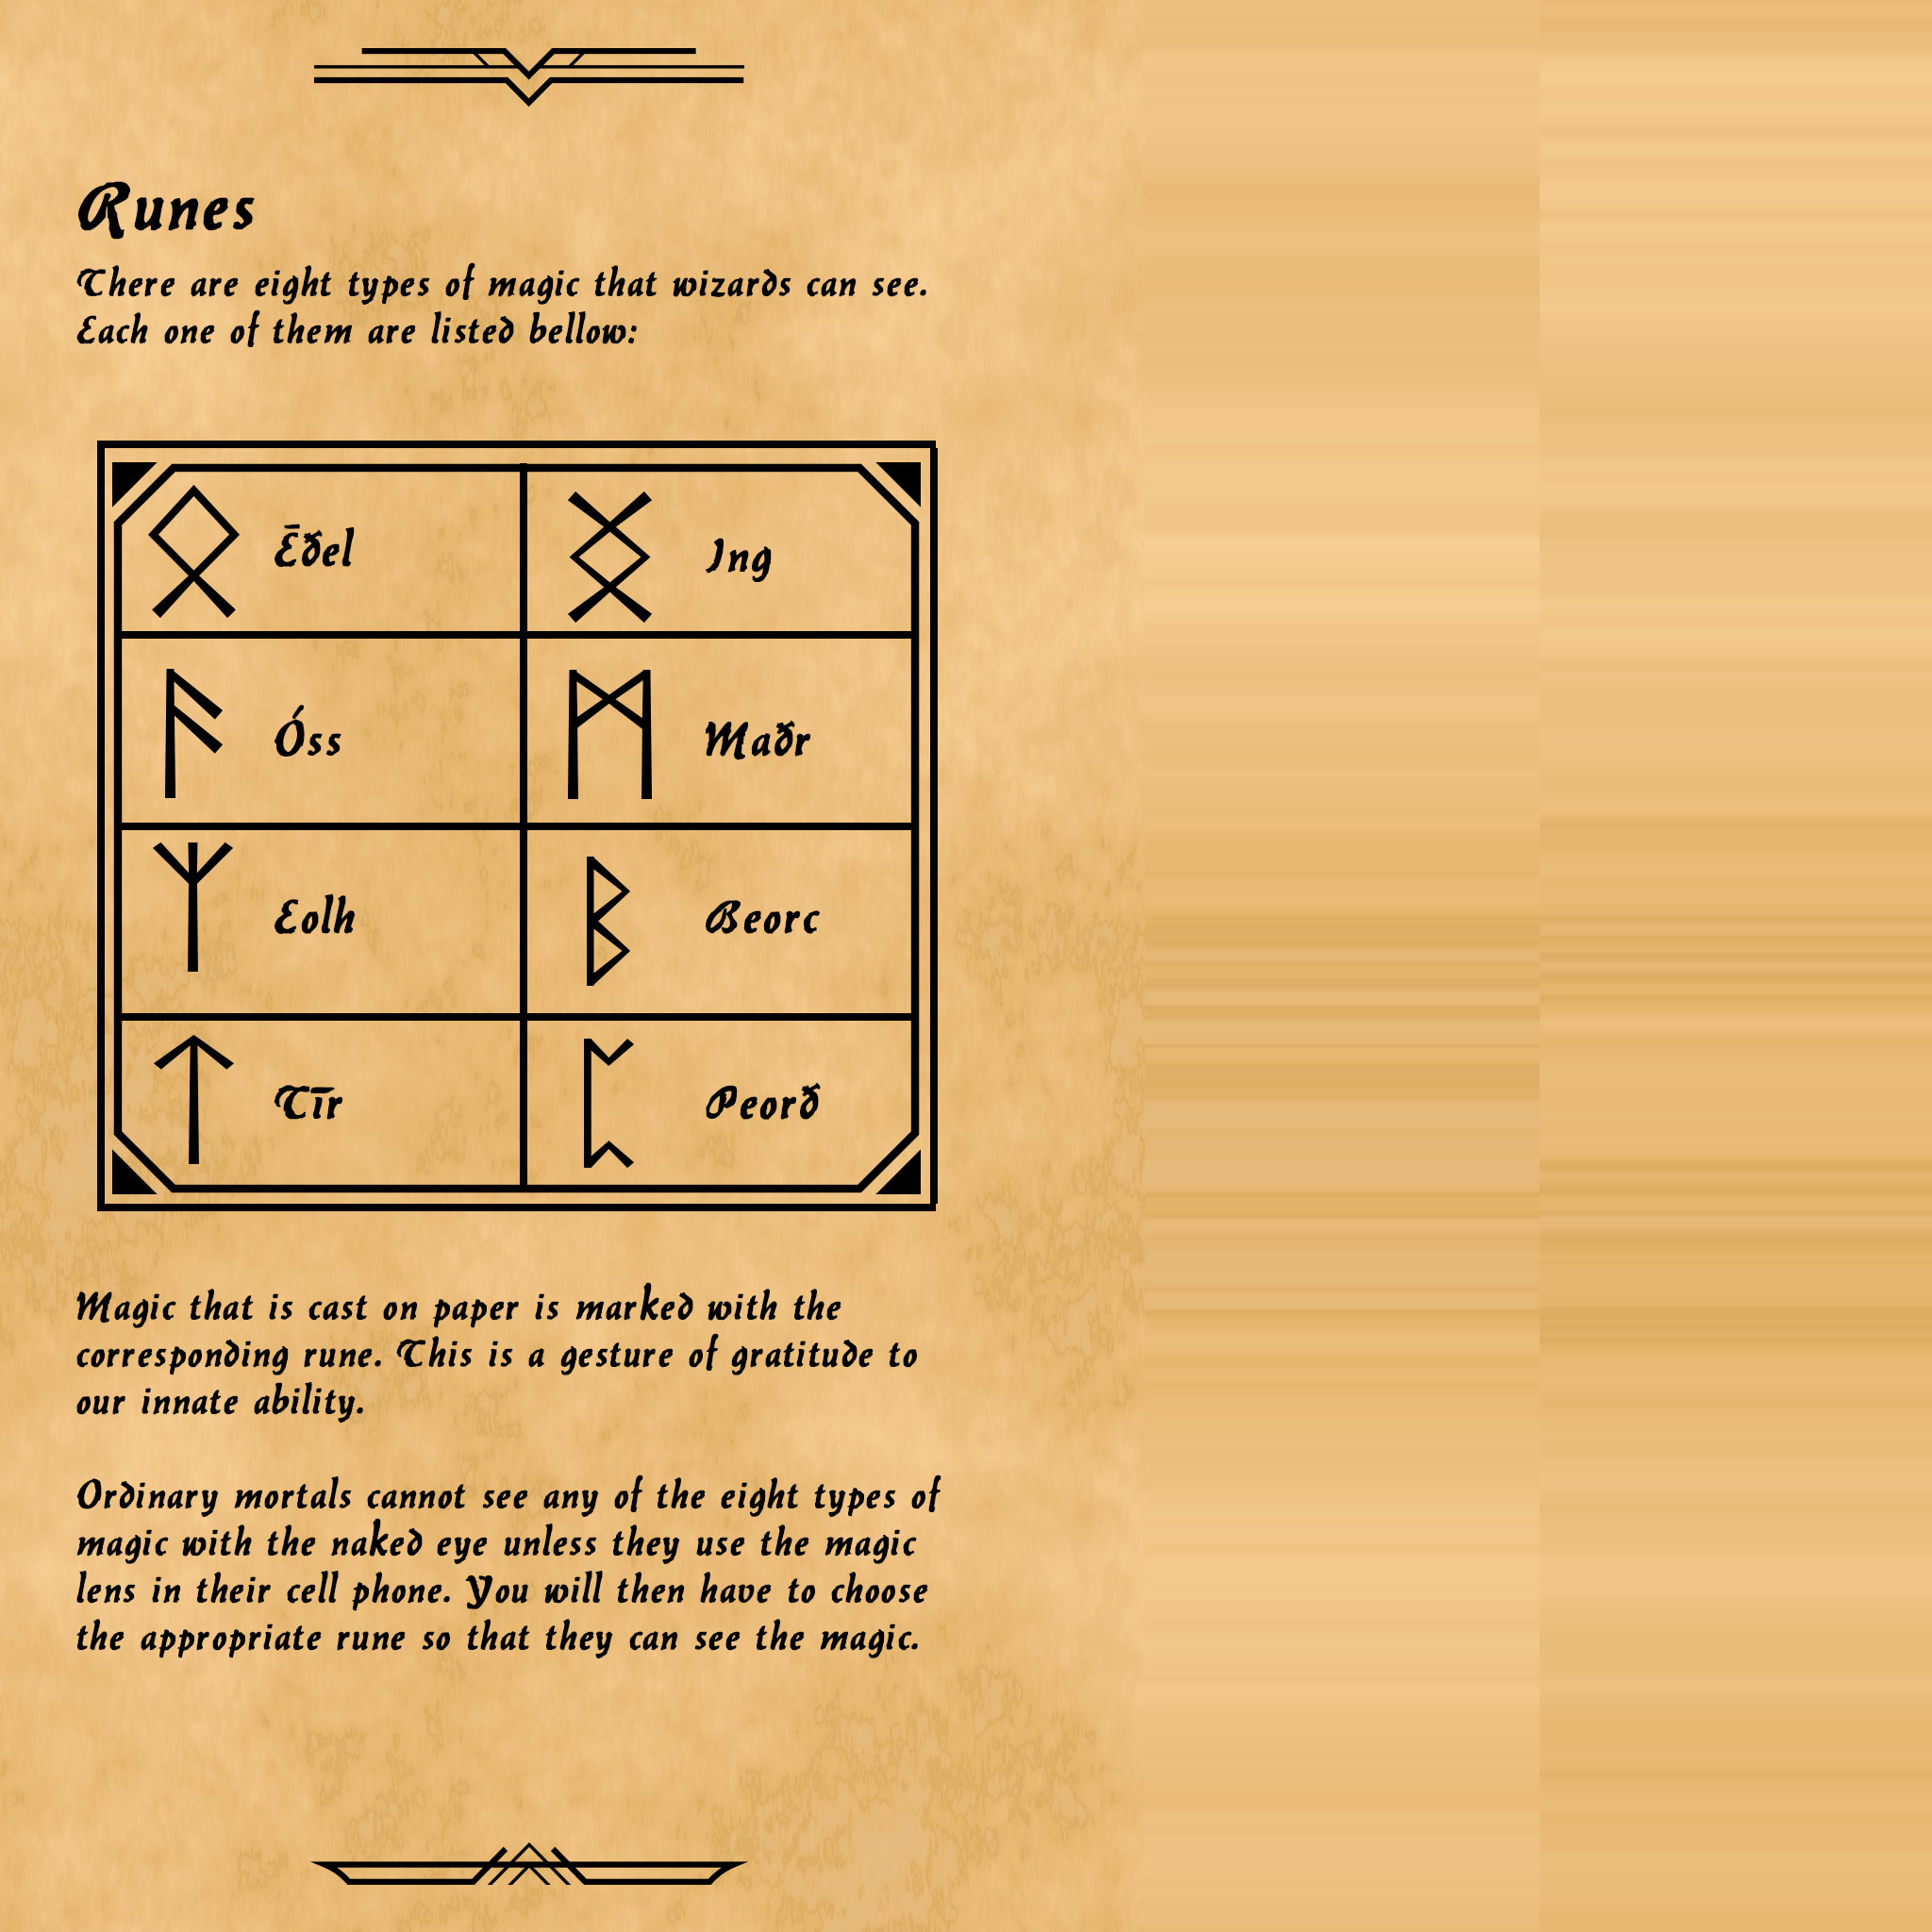 Runes
There are eight types of magic that wizards can see.
Each one of them are listed bellow:
ᛟ Ēðel ᛝ Ing
ᚨ Óss ᛗ Maðr
ᛉ Eolh ᛒ Beorc
ᛏ Tīr ᛈ Peorð
Magic that is cast on paper is marked with the
corresponding rune. This is a gesture of gratitude to
our innate ability.
Ordinary mortals cannot see any of the eight types of
magic with the naked eye unless they use the magic
lens in their cell phone. You will then have to choose
the appropriate rune so that they can see the magic.